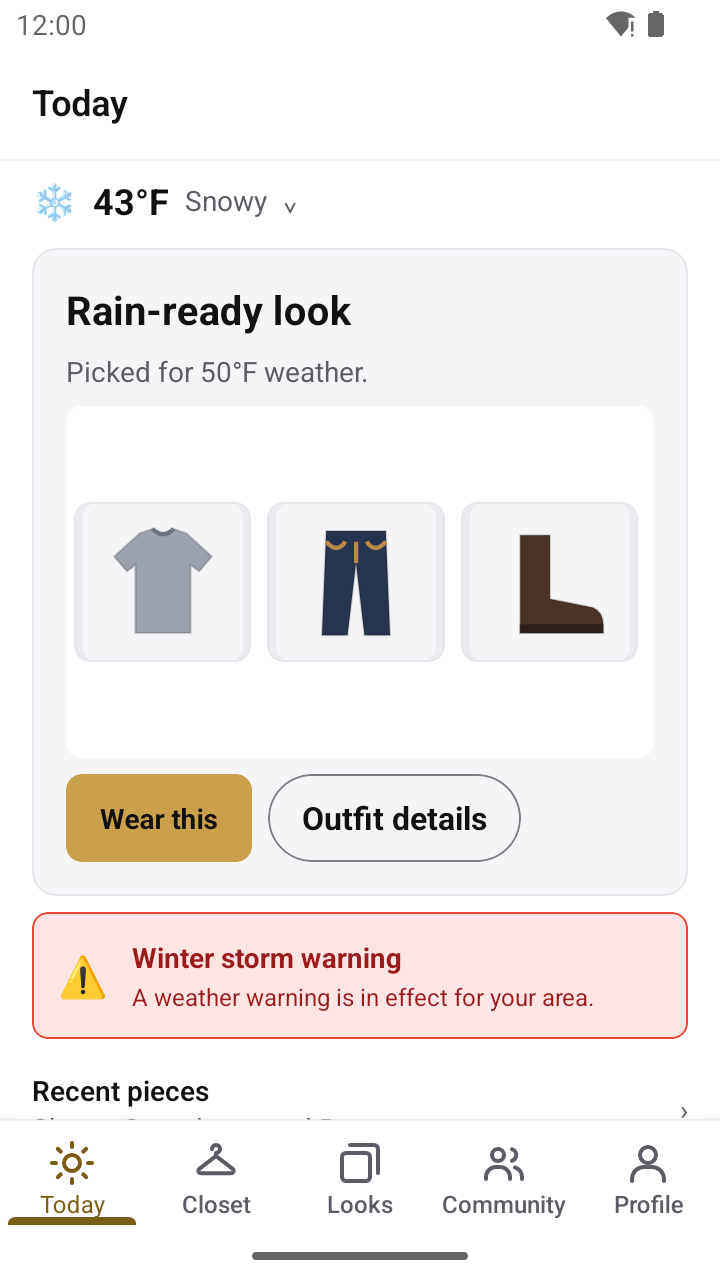 12:00
Today
43°F Snowy
Rain-ready look
Picked for 50°F weather.
Wear this
Outfit details
Winter storm warning
A weather warning is in effect for your area.
Recent pieces
Today
Closet
Looks
Community
Profile